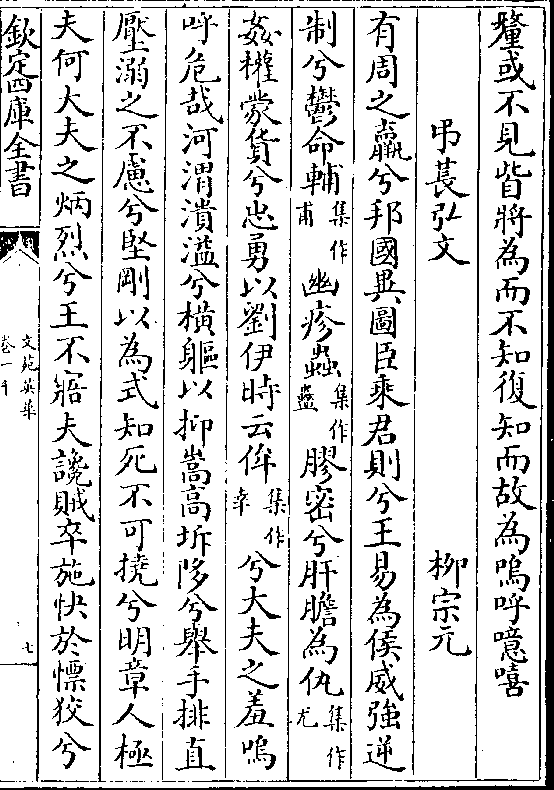 釐或不見皆將為而不知復知而故為嗚呼噫嘻
弔萇弘文 柳宗元
有周之羸兮邦國異圖臣乘君則兮王易為侯威強逆
制兮鬱命輔集作甫幽疹蠱集作蠱膠密兮肝膽為仇集作尤
姦權蒙貨兮忠勇以劉伊時云侔集作幸兮大夫之羞嗚
呼危哉河渭潰溢兮橫軀以抑嵩高坼陊兮舉手排直
壓溺之不慮兮堅剛以為式知死不可撓兮明章人極
夫何大夫之炳烈兮王不寤夫讒賊卒施快於慓狡兮
欽定四庫全書
文苑英華
卷一千
七